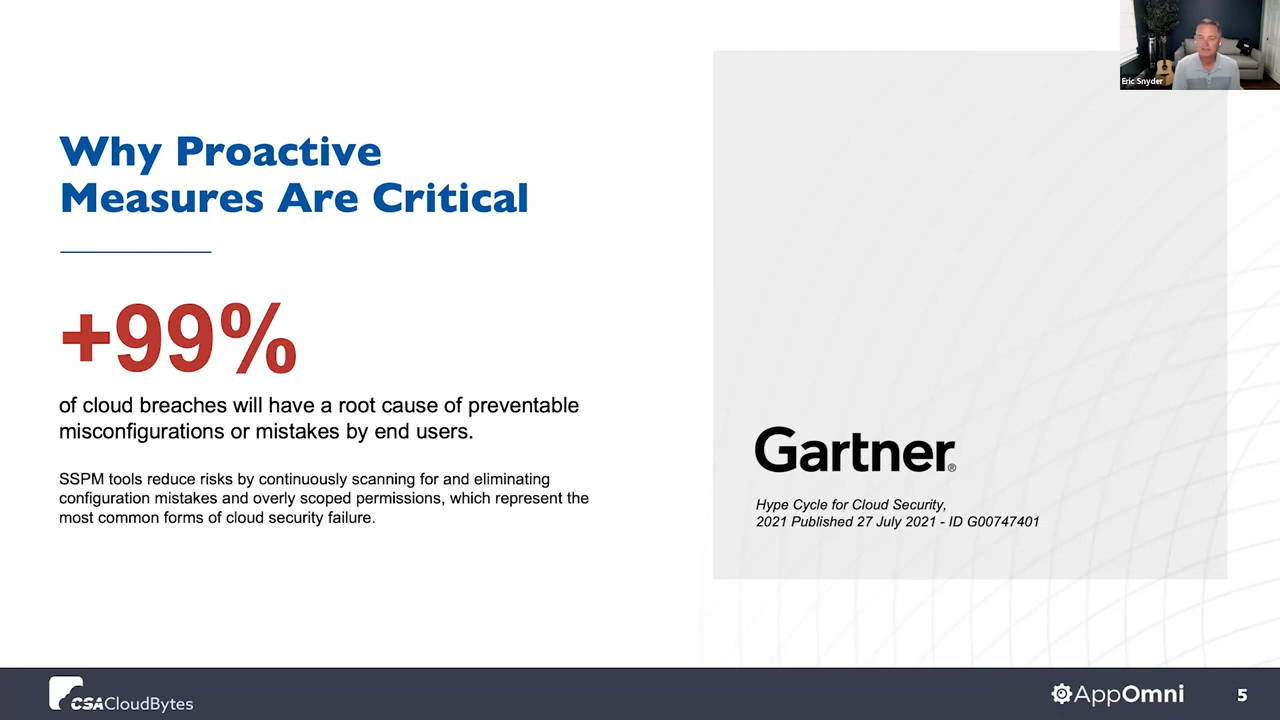 Eric Snyder
Why Proactive
Measures Are Critical
+99%
of cloud breaches will have a root cause of preventable
misconfigurations or mistakes by end users.
SSPM tools reduce risks by continuously scanning for and eliminating
configuration mistakes and overly scoped permissions, which represent the
most common forms of cloud security failure.
Gartner®
Hype Cycle for Cloud Security,
2021 Published 27 July 2021 - ID G00747401
CSACloudBytes
AppOmni
5